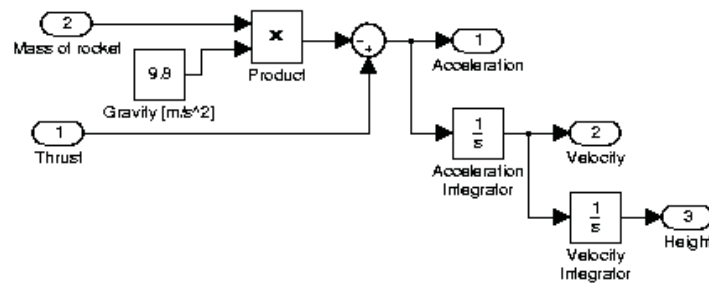 2
Mass of rocket
9.8
Gravity [m/s^2]
x
Product
-
+
1
Acceleration
1
Thrust
1
s
Acceleration
Integrator
2
Velocity
1
s
Velocity
Integrator
3
Height